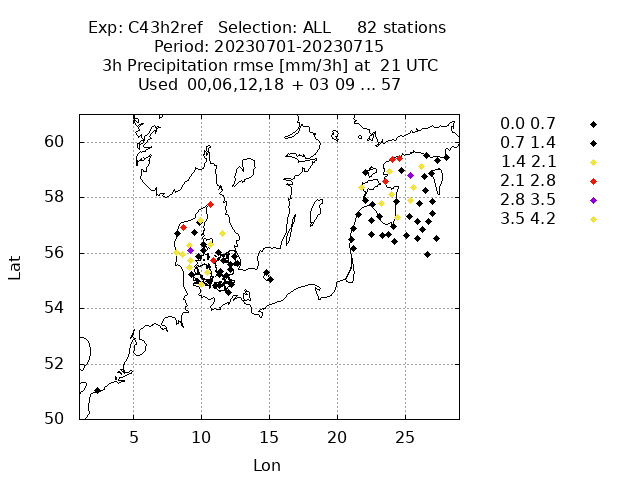 Exp: C43h2ref   Selection: ALL     82 stations
Period: 20230701-20230715
3h Precipitation rmse [mm/3h] at  21 UTC
Used  00,06,12,18  + 03 09 ... 57
0.0 0.7
0.7 1.4
1.4 2.1
2.1 2.8
2.8 3.5
3.5 4.2
Lat
60
58
56
54
52
50
5 10 15 20 25
Lon